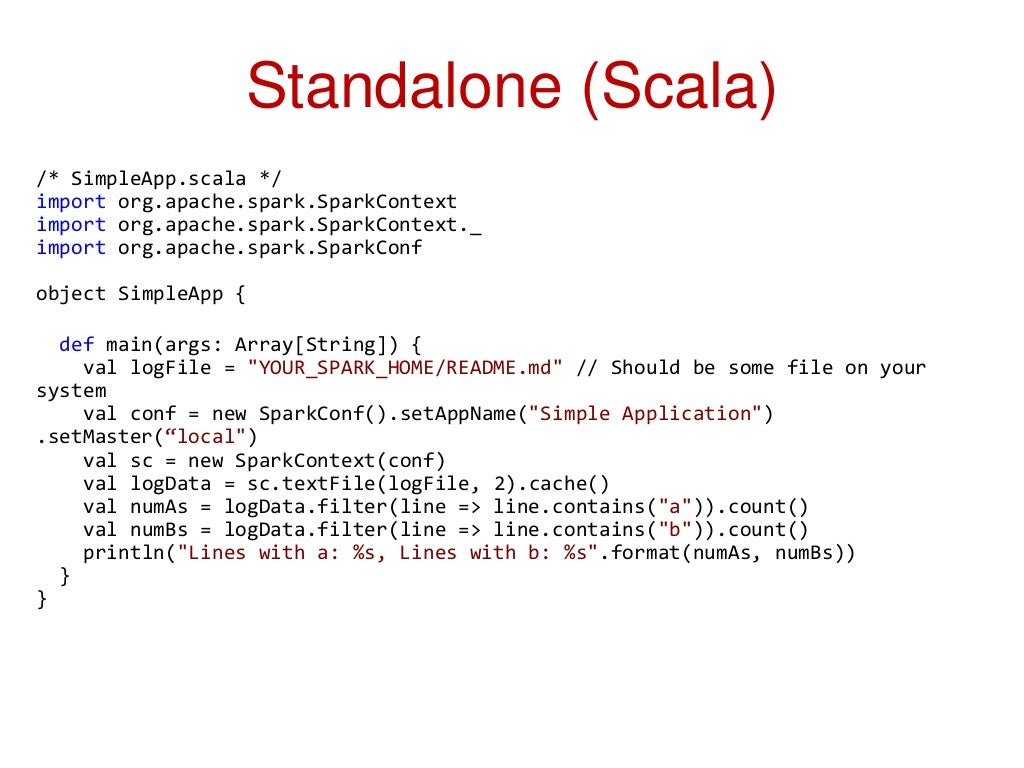 Standalone (Scala)
/* SimpleApp.scala */
import org.apache.spark.SparkContext
import org.apache.spark.SparkContext._
import org.apache.spark.SparkConf
object SimpleApp {
  def main(args: Array[String]) {
    val logFile = "YOUR_SPARK_HOME/README.md" // Should be some file on your
system
    val conf = new SparkConf().setAppName("Simple Application")
.setMaster(“local")
    val sc = new SparkContext(conf)
    val logData = sc.textFile(logFile, 2).cache()
    val numAs = logData.filter(line => line.contains("a")).count()
    val numBs = logData.filter(line => line.contains("b")).count()
    println("Lines with a: %s, Lines with b: %s".format(numAs, numBs))
  }
}